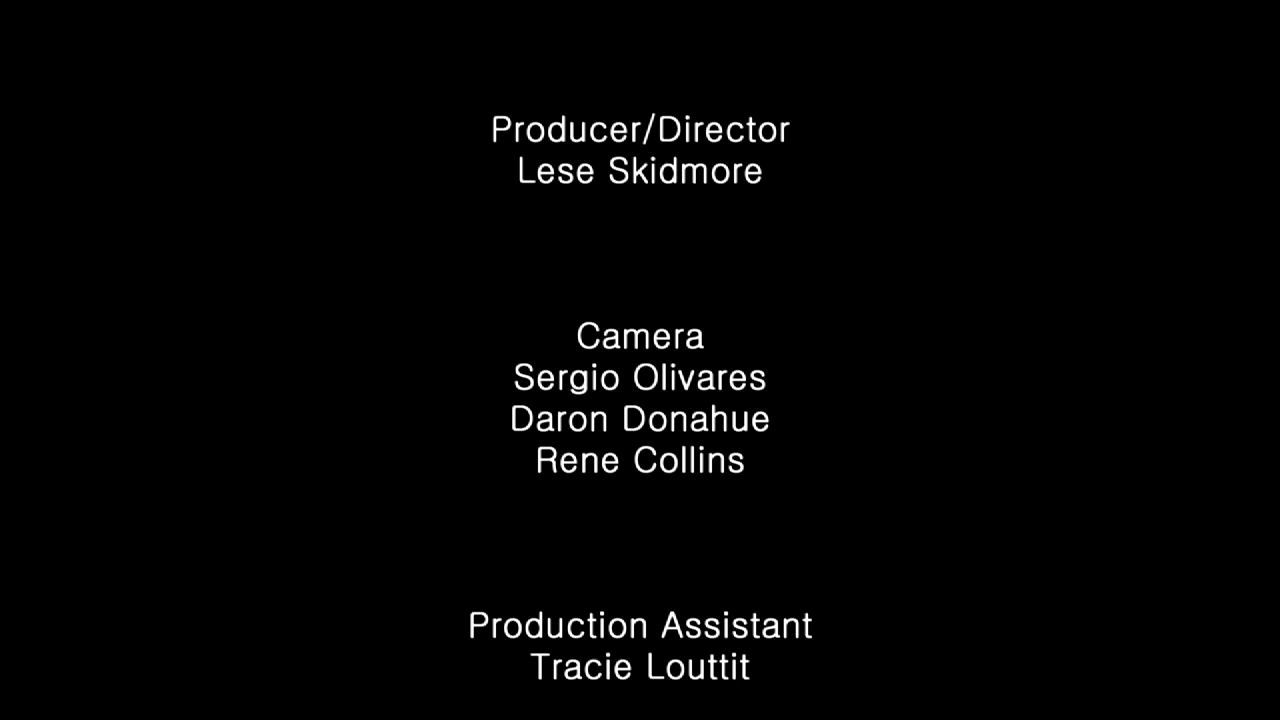 Producer/Director
Lese Skidmore
Camera
Sergio Olivares
Daron Donahue
Rene Collins
Production Assistant
Tracie Louttit